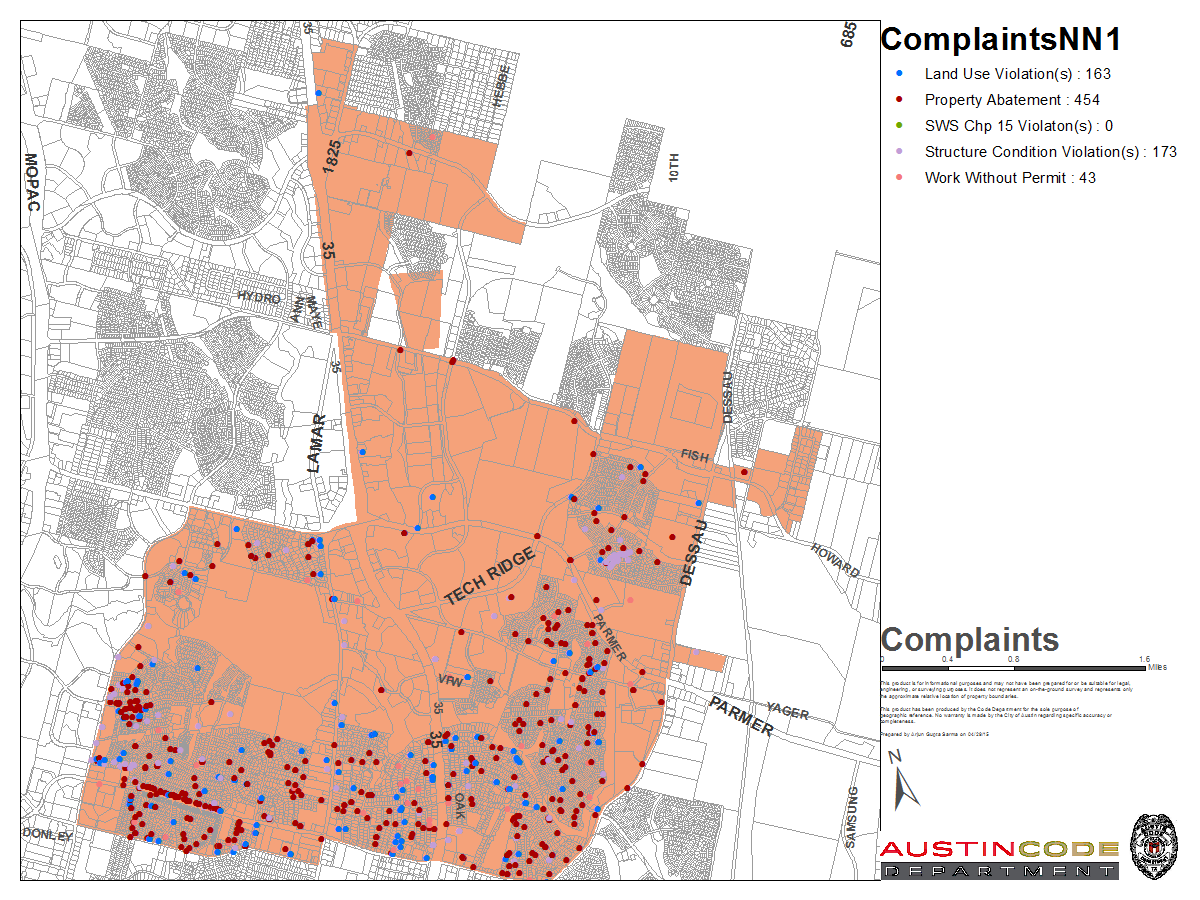 ComplaintsNN1
Land Use Violation(s) : 163
Property Abatement : 454
SWS Chp 15 Violaton(s) : 0
Structure Condition Violation(s) : 173
Work Without Permit : 43
685
35
HEBBE
1825
10TH
MOPAC
35
HYDRO
ANN
MAYE
35
DESSAU
LAMAR
FISH
DESSAU
HOWARD
TECH RIDGE
PARMER
VRW
35
35
YAGER
PARMER
OAK
SAMSUNG
DONLEY
Complaints
0 0.4 0.8 1.6
Miles
This product is for informational purposes and may not have been prepared for or be suitable for legal,
engineering, or surveying purposes. It does not represent an on-the-ground survey and represents only
the approximate relative location of property boundaries.
This product has been produced by the Code Department for the sole purpose of
geographic reference. No warranty is made by the City of Austin regarding specific accuracy or
completeness.
Prepared by Arjun Gupta Sarma on 04/28/15
N
AUSTINCODE
DEPARTMENT